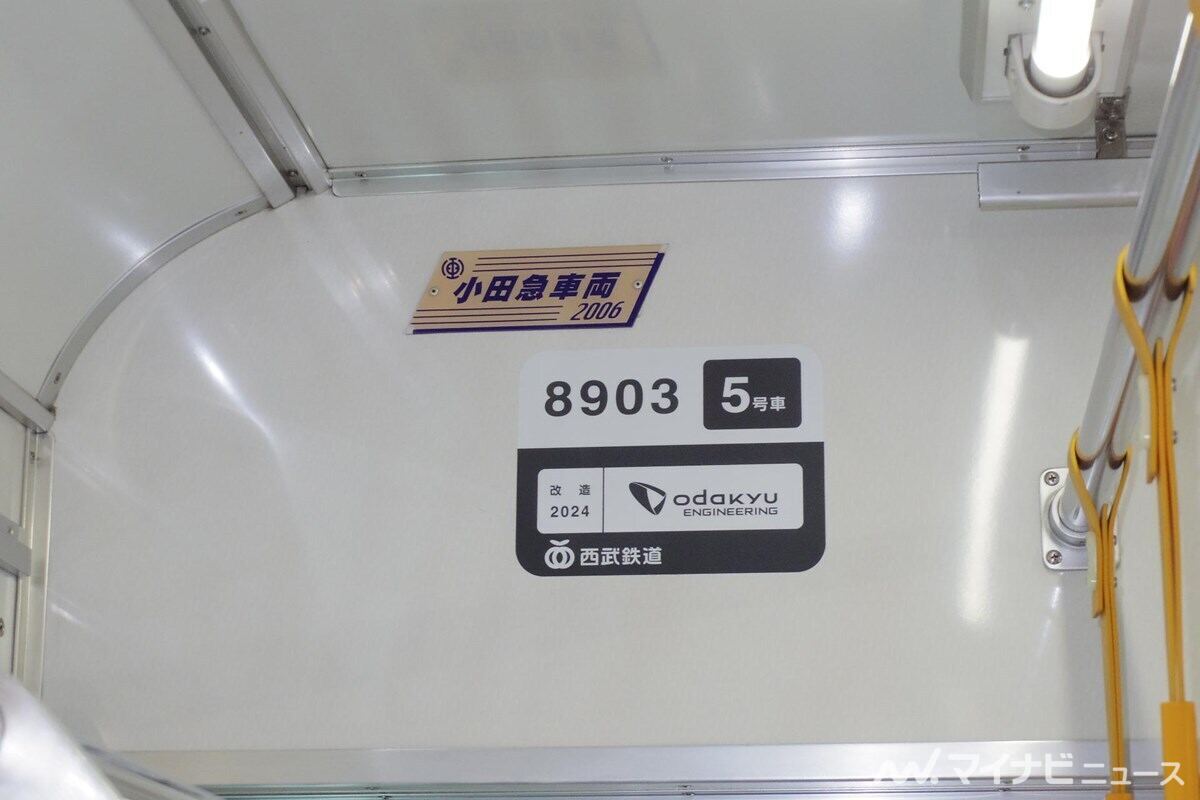 小田急車両
2006
8903 5号車
改造
2024
odakyu
ENGINEERING
西武鉄道
マイナビニュース